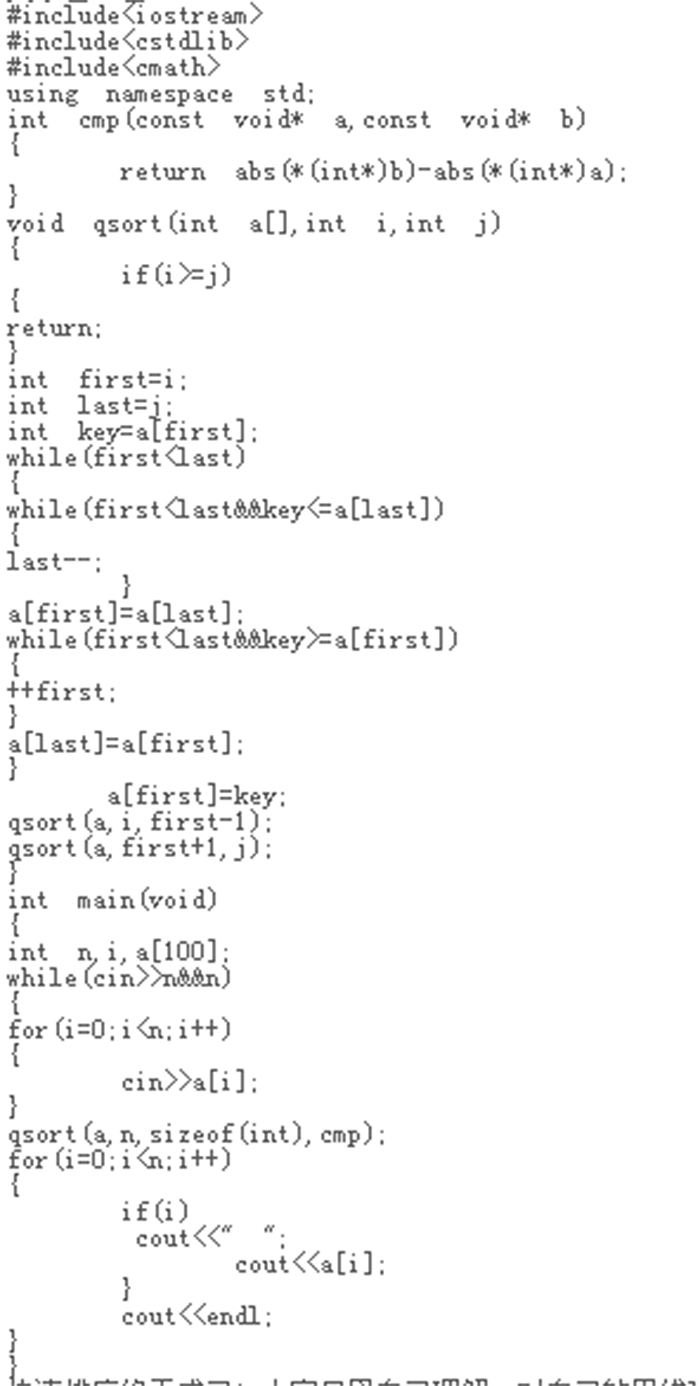 #include<iostream>
#include<cstdlib>
#include<cmath>
using namespace std;
int cmp(const void* a,const void* b)
{
return abs(*(int*)b)-abs(*(int*)a);
}
void qsort(int a[],int i,int j)
{
if(i>=j)
{
return;
}
int first=i;
int last=j;
int key=a[first];
while(first<last)
{
while(first<last&&key<=a[last])
{
last--;
}
a[first]=a[last];
while(first<last&&key>=a[first])
{
++first;
}
a[last]=a[first];
}
a[first]=key;
qsort(a,i,first-1);
qsort(a,first+1,j);
}
int main(void)
{
int n,i,a[100];
while(cin>>n&&n)
{
for(i=0;i<n;i++)
{
cin>>a[i];
}
qsort(a,n,sizeof(int),cmp);
for(i=0;i<n;i++)
{
if(i)
cout<<“ “;
cout<<a[i];
}
cout<<endl;
}
}